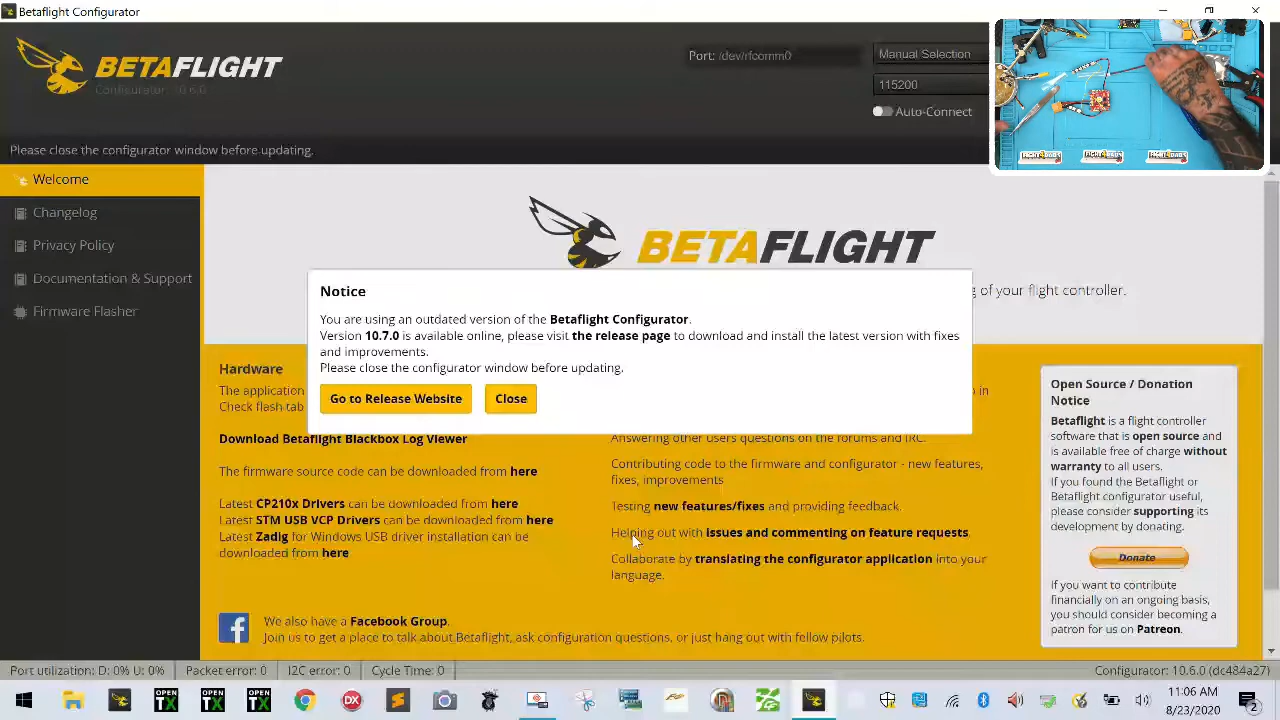 Betaflight Configurator
BETAFLIGHT
Configurator 10.6.0
Port: /dev/rfcomm0
Manual Selection
115200
Auto-Connect
Please close the configurator window before updating.
Welcome
Changelog
Privacy Policy
Documentation & Support
Firmware Flasher
BETAFLIGHT
g of your flight controller.
Notice
You are using an outdated version of the Betaflight Configurator.
Version 10.7.0 is available online, please visit the release page to download and install the latest version with fixes
and improvements.
Please close the configurator window before updating.
Go to Release Website
Close
Hardware
The application
Check flash tab
Download Betaflight Blackbox Log Viewer
The firmware source code can be downloaded from here
Latest CP210x Drivers can be downloaded from here
Latest STM USB VCP Drivers can be downloaded from here
Latest Zadig for Windows USB driver installation can be
downloaded from here
in
Answering other users questions on the forums and IRC.
Contributing code to the firmware and configurator - new features,
fixes, improvements
Testing new features/fixes and providing feedback.
Helping out with issues and commenting on feature requests.
Collaborate by translating the configurator application into your
language.
We also have a Facebook Group.
Join us to get a place to talk about Betaflight, ask configuration questions, or just hang out with fellow pilots.
Open Source / Donation
Notice
Betaflight is a flight controller
software that is open source and
is available free of charge without
warranty to all users.
If you found the Betaflight or
Betaflight configurator useful,
please consider supporting its
development by donating.
Donate
If you want to contribute
financially on an ongoing basis,
you should consider becoming a
patron for us on Patreon.
Port utilization: D: 0% U: 0%
Packet error: 0
I2C error: 0
Cycle Time: 0
Configurator: 10.6.0 (dc484a27)
OPEN
TX
OPEN
TX
OPEN
TX
11:06 AM
8/23/2020
2